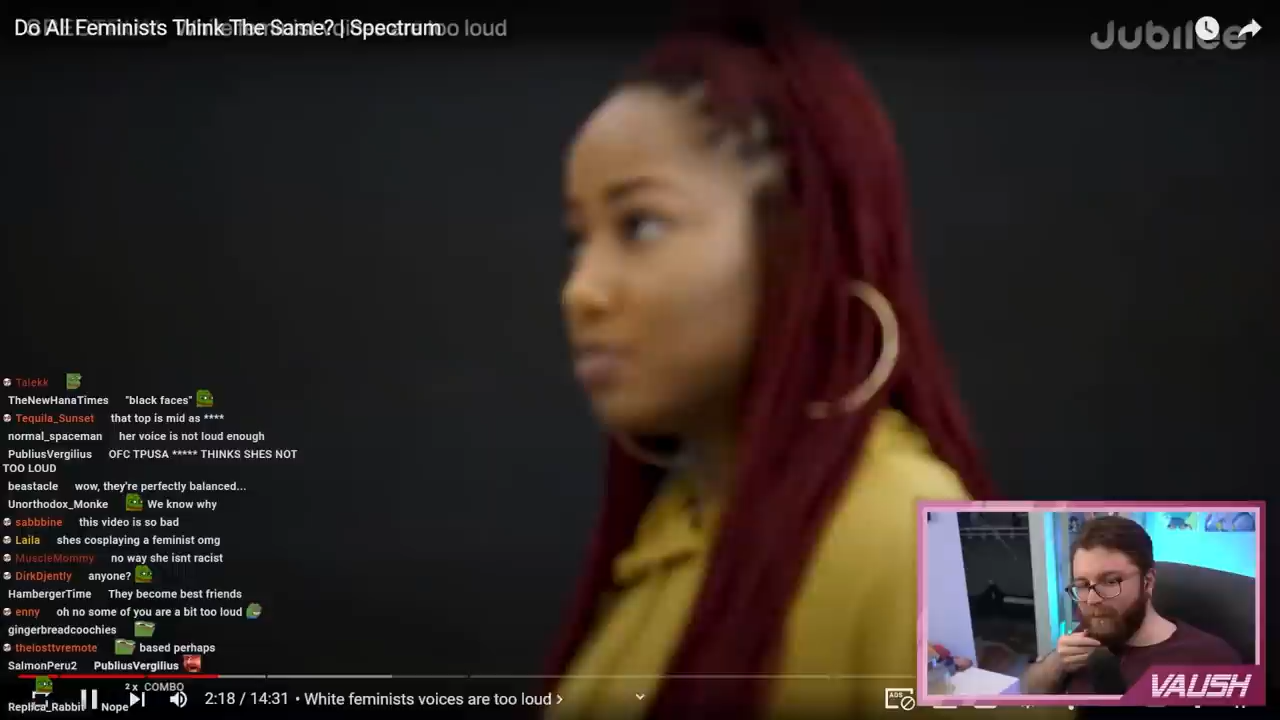 Do All Feminists Think The Same? | Spectrum
too loud
Jubilee
Talekk
TheNewHanaTimes "black faces"
Tequila_Sunset that top is mid as ****
normal_spaceman her voice is not loud enough
PubliusVergilius OFC TPUSA ***** THINKS SHES NOT
TOO LOUD
beastacle wow, they're perfectly balanced...
Unorthodox_Monke We know why
sabbbine this video is so bad
Laila shes cosplaying a feminist omg
MuscleMommy no way she isnt racist
DirkDjently anyone?
HambergerTime They become best friends
enny oh no some of you are a bit too loud
gingerbreadcoochies
thelosttvremote based perhaps
SalmonPeru2 PubliusVergilius
2 x COMBO
Replica_Rabbi Nope
2:18 / 14:31 • White feminists voices are too loud
ADS
VAUSH